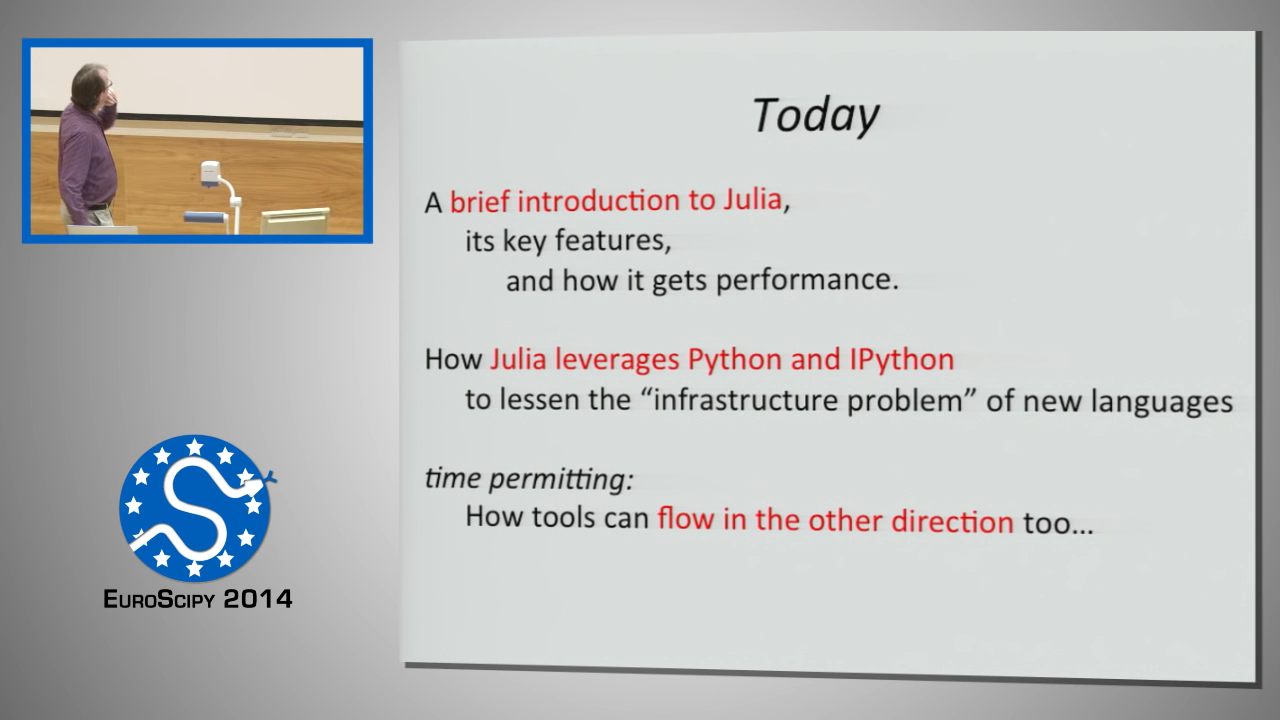 Today
A brief introduction to Julia,
its key features,
and how it gets performance.
How Julia leverages Python and IPython
to lessen the “infrastructure problem” of new languages
time permitting:
How tools can flow in the other direction too...
EUROSCIPY 2014